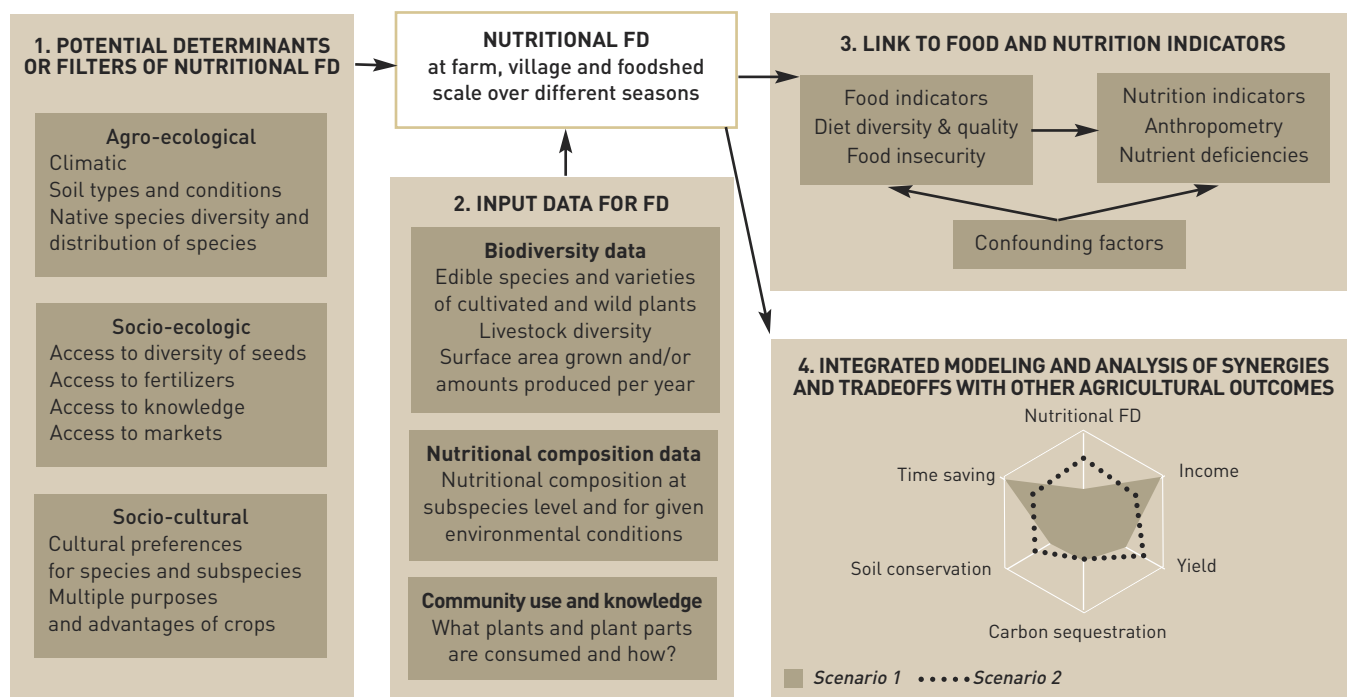 1. POTENTIAL DETERMINANTS
OR FILTERS OF NUTRITIONAL FD
Agro-ecological
Climatic
Soil types and conditions
Native species diversity and
distribution of species
Socio-ecologic
Access to diversity of seeds
Access to fertilizers
Access to knowledge
Access to markets
Socio-cultural
Cultural preferences
for species and subspecies
Multiple purposes
and advantages of crops
NUTRITIONAL FD
at farm, village and foodshed
scale over different seasons
2. INPUT DATA FOR FD
Biodiversity data
Edible species and varieties
of cultivated and wild plants
Livestock diversity
Surface area grown and/or
amounts produced per year
Nutritional composition data
Nutritional composition at
subspecies level and for given
environmental conditions
Community use and knowledge
What plants and plant parts
are consumed and how?
3. LINK TO FOOD AND NUTRITION INDICATORS
Food indicators
Diet diversity & quality
Food insecurity
Nutrition indicators
Anthropometry
Nutrient deficiencies
Confounding factors
4. INTEGRATED MODELING AND ANALYSIS OF SYNERGIES
AND TRADEOFFS WITH OTHER AGRICULTURAL OUTCOMES
Nutritional FD
Time saving
Income
Soil conservation
Yield
Carbon sequestration
Scenario 1
Scenario 2